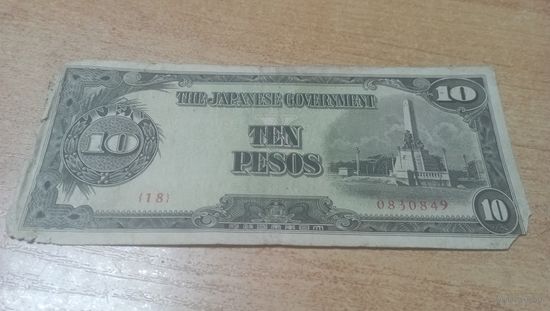 THE JAPANESE GOVERNMENT
10
10
TEN
PESOS
{18}
0830849
10